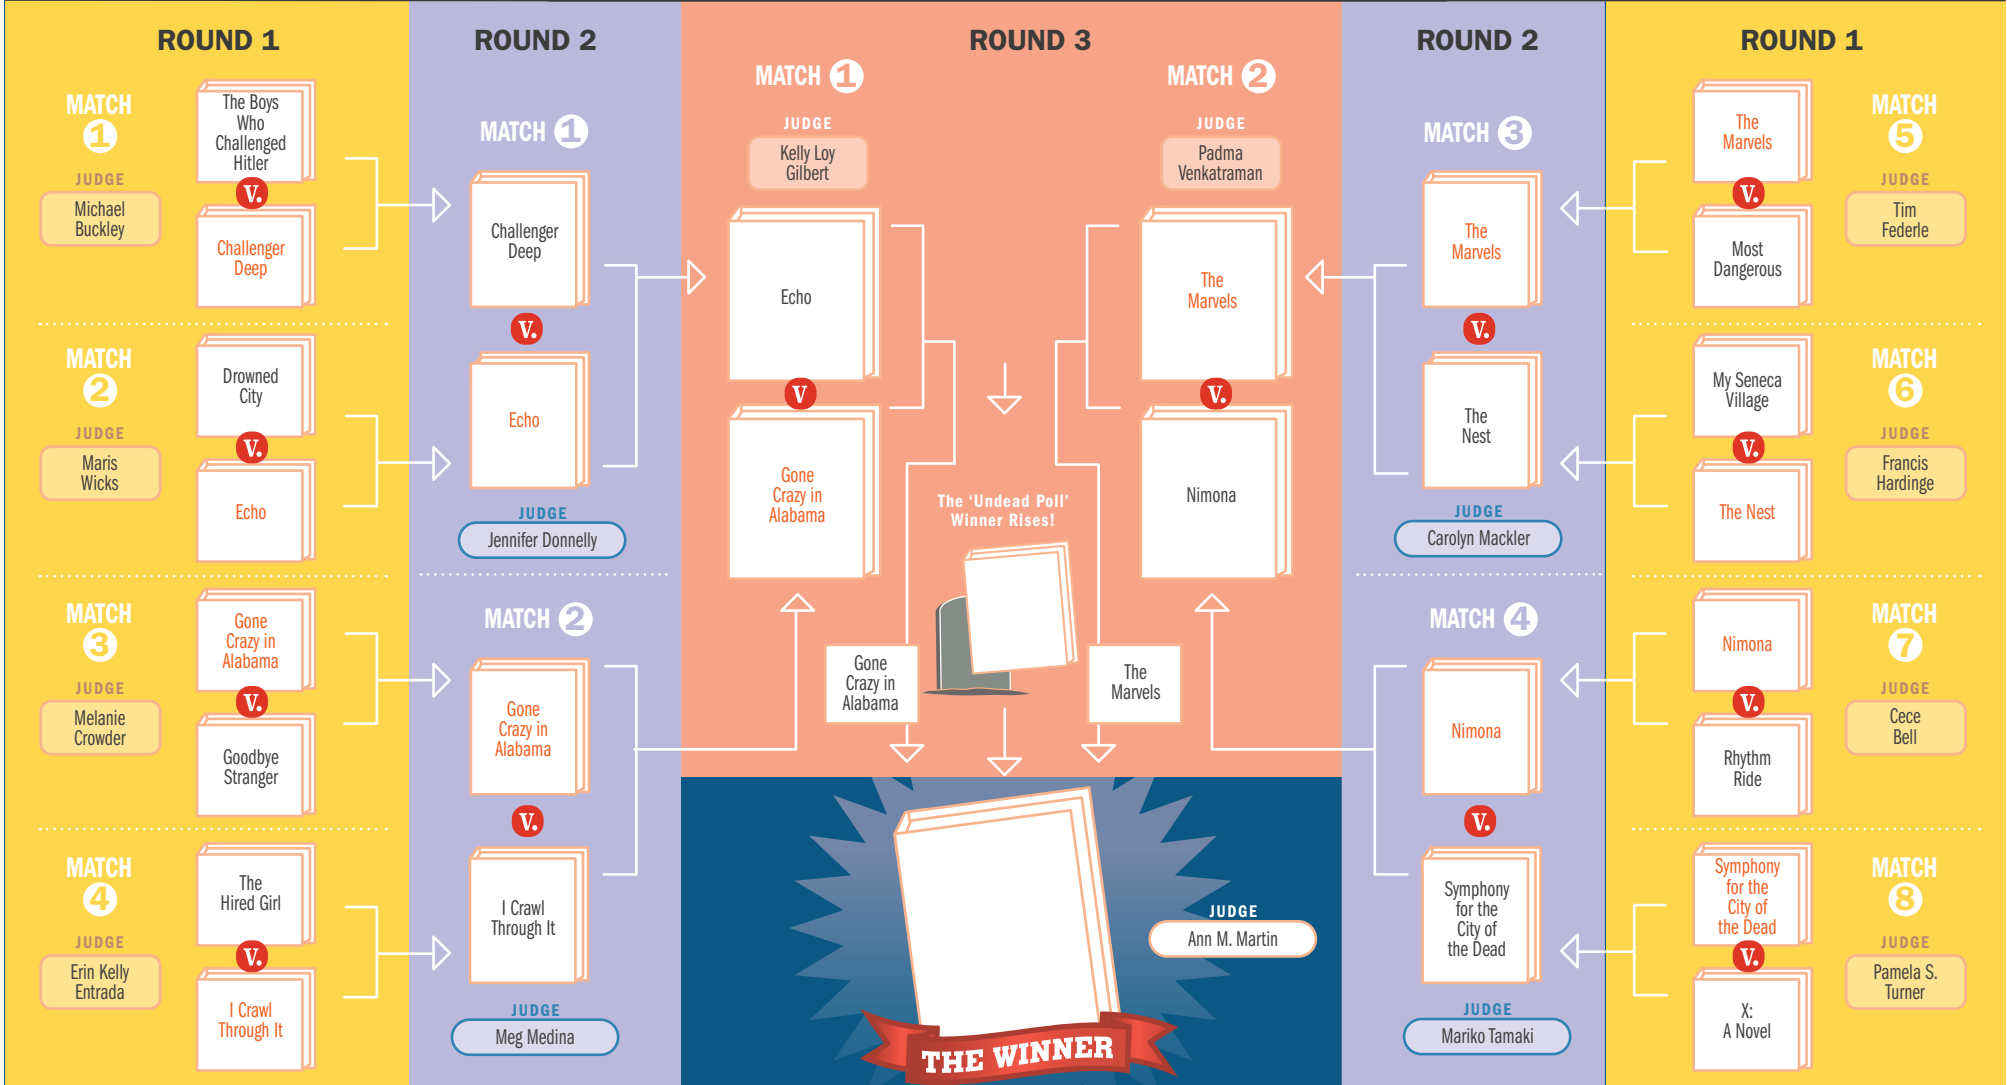 ROUND 1
MATCH
1
JUDGE
Michael
Buckley
The Boys
Who
Challenged
Hitler
V.
Challenger
Deep
MATCH
2
JUDGE
Maris
Wicks
Drowned
City
V.
Echo
MATCH
3
JUDGE
Melanie
Crowder
Gone
Crazy in
Alabama
V.
Goodbye
Stranger
MATCH
4
JUDGE
Erin Kelly
Entrada
The
Hired Girl
V.
I Crawl
Through It
ROUND 2
MATCH 1
Challenger
Deep
V.
Echo
JUDGE
Jennifer Donnelly
MATCH 2
Gone
Crazy in
Alabama
V.
I Crawl
Through It
JUDGE
Meg Medina
ROUND 3
MATCH 1
JUDGE
Kelly Loy
Gilbert
Echo
V
Gone
Crazy in
Alabama
MATCH 2
JUDGE
Padma
Venkatraman
The
Marvels
V.
Nimona
The 'Undead Poll'
Winner Rises!
Gone
Crazy in
Alabama
The
Marvels
JUDGE
Ann M. Martin
THE WINNER
ROUND 2
MATCH 3
The
Marvels
V.
The
Nest
JUDGE
Carolyn Mackler
MATCH 4
Nimona
V.
Symphony
for the
City of
the Dead
JUDGE
Mariko Tamaki
ROUND 1
The
Marvels
V.
Most
Dangerous
MATCH
5
JUDGE
Tim
Federle
My Seneca
Village
V.
The Nest
MATCH
6
JUDGE
Francis
Hardinge
Nimona
V.
Rhythm
Ride
MATCH
7
JUDGE
Cece
Bell
Symphony
for the
City of
the Dead
V.
X:
A Novel
MATCH
8
JUDGE
Pamela S.
Turner